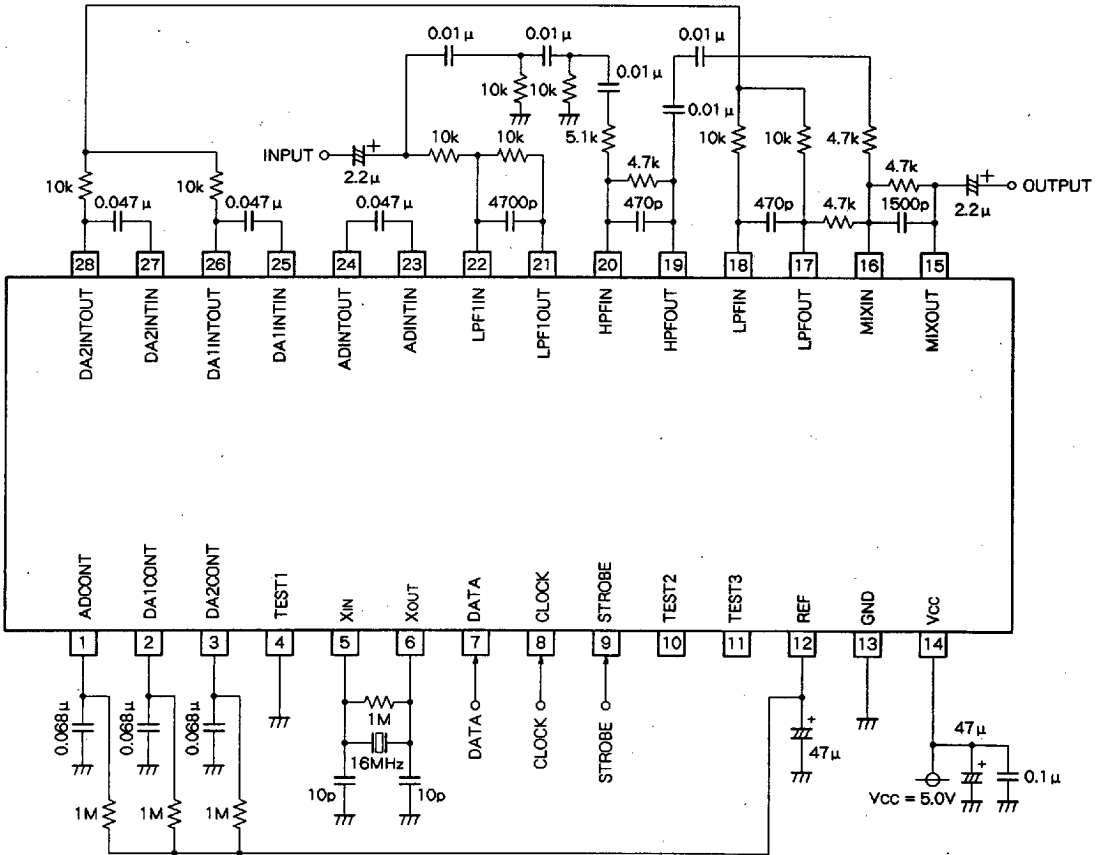 0.01μ
0.01μ
0.01μ
0.01μ
0.01μ
10k
10k
5.1k
INPUT
2.2μ
10k
10k
4.7k
10k
10k
4.7k
4.7k
4.7k
OUTPUT
2.2μ
10k
0.047μ
10k
0.047μ
0.047μ
4700p
470p
470p
1500p
28
27
26
25
24
23
22
21
20
19
18
17
16
15
DA2INTOUT
DA2INTIN
DA1INTOUT
DA1INTIN
ADINTOUT
ADINTIN
LPF1IN
LPF1OUT
HPFIN
HPFOUT
LPFIN
LPFOUT
MIXIN
MIXOUT
ADCONT
DA1CONT
DA2CONT
TEST1
XIN
XOUT
DATA
CLOCK
STROBE
TEST2
TEST3
REF
GND
VCC
1
2
3
4
5
6
7
8
9
10
11
12
13
14
0.068μ
0.068μ
0.068μ
1M
16MHz
10p
10p
DATA
CLOCK
STROBE
47μ
47μ
0.1μ
VCC = 5.0V
1M
1M
1M